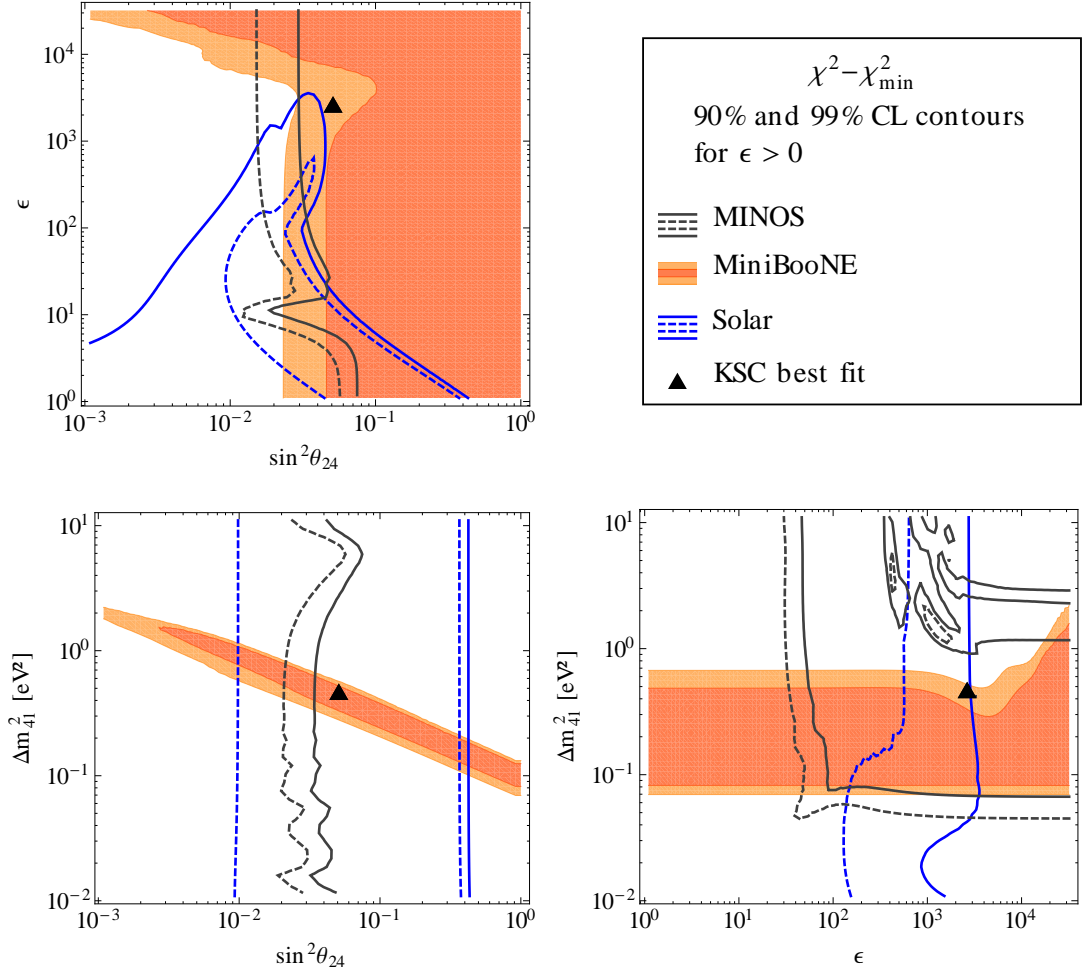 10⁴
10³
10²
10¹
10⁰
ϵ
10⁻³ 10⁻² 10⁻¹ 10⁰
sin²θ₂₄
χ²−χ²min
90% and 99% CL contours
for ϵ > 0
MINOS
MiniBooNE
Solar
KSC best fit
10¹
10⁰
10⁻¹
10⁻²
Δm²₄₁ [eV²]
10⁻³ 10⁻² 10⁻¹ 10⁰
sin²θ₂₄
10¹
10⁰
10⁻¹
10⁻²
Δm²₄₁ [eV²]
10⁰ 10¹ 10² 10³ 10⁴
ϵ